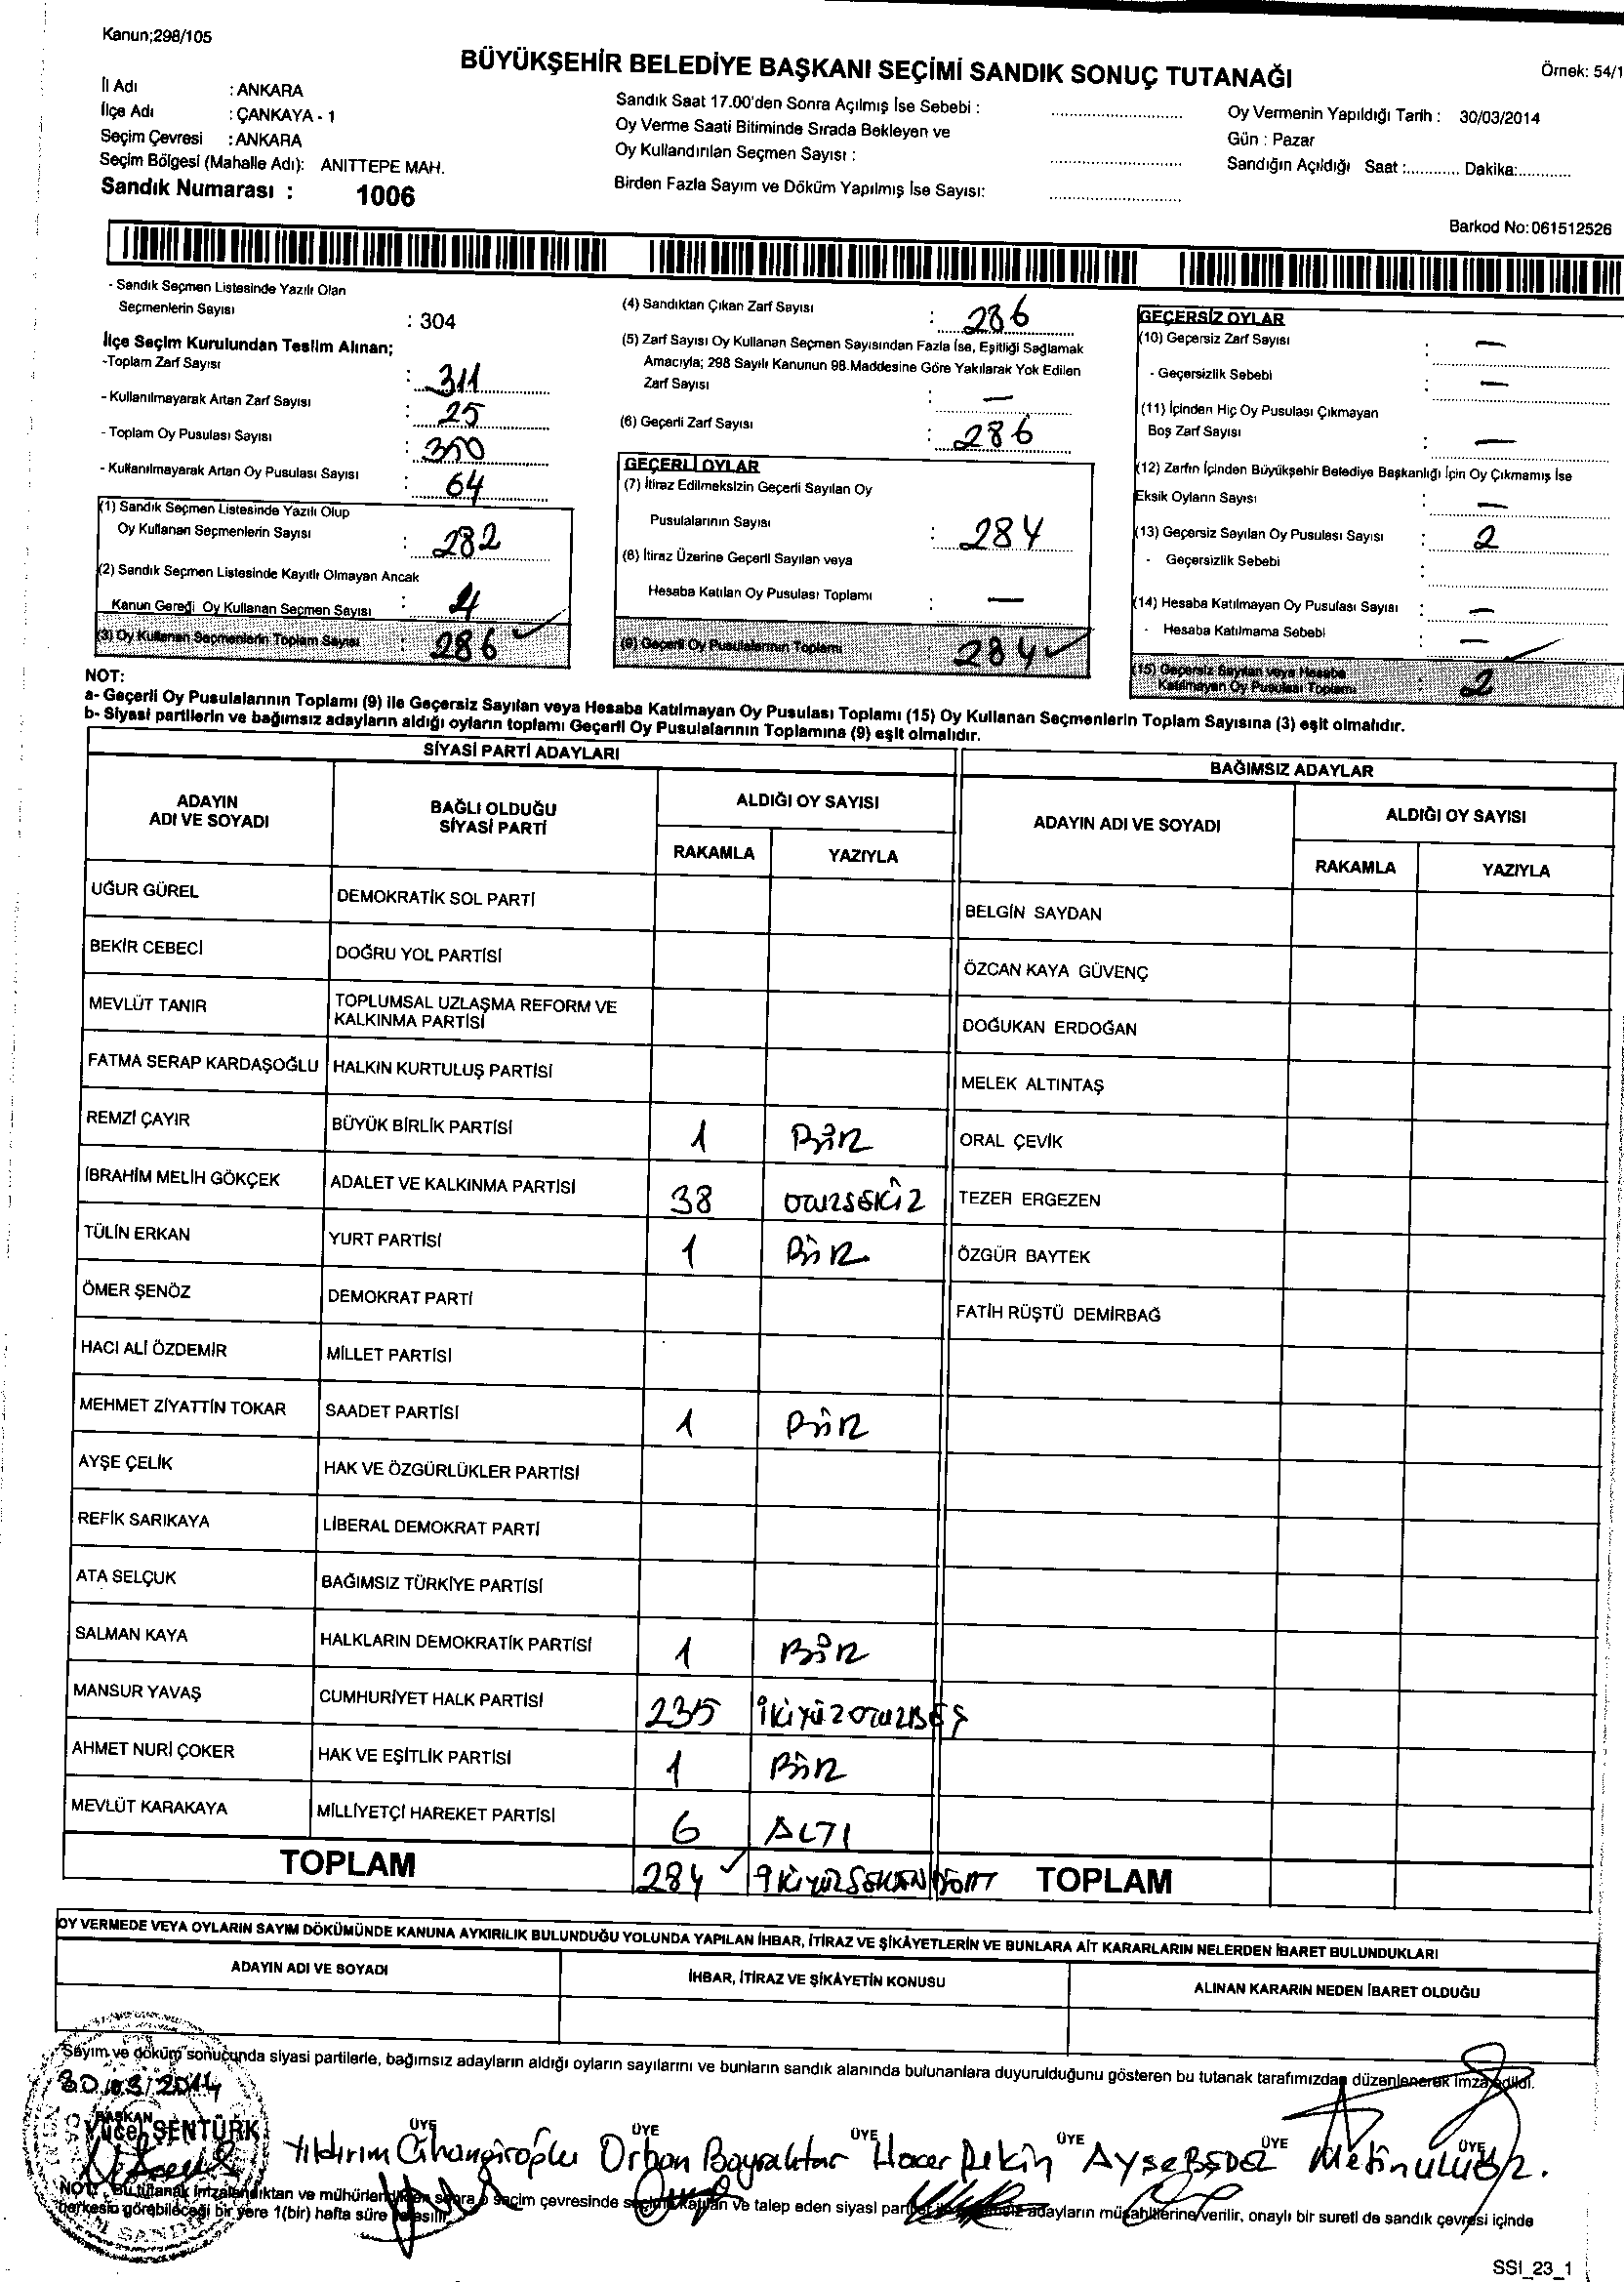 Kanun;298/105
BÜYÜKŞEHİR BELEDİYE BAŞKANI SEÇİMİ SANDIK SONUÇ TUTANAĞI
Örnek: 54/1
İl Adı : ANKARA
İlçe Adı : ÇANKAYA - 1
Seçim Çevresi : ANKARA
Seçim Bölgesi (Mahalle Adı): ANITTEPE MAH.
Sandık Numarası : 1006
Sandık Saat 17.00'den Sonra Açılmış İse Sebebi :
Oy Verme Saati Bitiminde Sırada Bekleyen ve
Oy Kullandırılan Seçmen Sayısı :
Birden Fazla Sayım ve Döküm Yapılmış İse Sayısı:
Oy Vermenin Yapıldığı Tarih : 30/03/2014
Gün : Pazar
Sandığın Açıldığı Saat :............ Dakika:............
Barkod No:061512526
- Sandık Seçmen Listesinde Yazılı Olan
Seçmenlerin Sayısı : 304
İlçe Seçim Kurulundan Teslim Alınan;
-Toplam Zarf Sayısı : 311
- Kullanılmayarak Artan Zarf Sayısı : 25
- Toplam Oy Pusulası Sayısı : 350
- Kullanılmayarak Artan Oy Pusulası Sayısı : 64
(1) Sandık Seçmen Listesinde Yazılı Olup
Oy Kullanan Seçmenlerin Sayısı : 282
(2) Sandık Seçmen Listesinde Kayıtlı Olmayan Ancak
Kanun Gereği Oy Kullanan Seçmen Sayısı : 4
(3) Oy Kullanan Seçmenlerin Toplam Sayısı : 286
(4) Sandıktan Çıkan Zarf Sayısı : 286
(5) Zarf Sayısı Oy Kullanan Seçmen Sayısından Fazla İse, Eşitliği Sağlamak
Amacıyla; 298 Sayılı Kanunun 98.Maddesine Göre Yakılarak Yok Edilen
Zarf Sayısı : —
(6) Geçerli Zarf Sayısı : 286
GEÇERLİ OYLAR
(7) İtiraz Edilmeksizin Geçerli Sayılan Oy
Pusulalarının Sayısı : 284
(8) İtiraz Üzerine Geçerli Sayılan veya
Hesaba Katılan Oy Pusulası Toplamı : —
(9) Geçerli Oy Pusulalarının Toplamı 284
GEÇERSİZ OYLAR
(10) Geçersiz Zarf Sayısı : —
- Geçersizlik Sebebi : —
(11) İçinden Hiç Oy Pusulası Çıkmayan
Boş Zarf Sayısı : —
(12) Zarfın İçinden Büyükşehir Belediye Başkanlığı İçin Oy Çıkmamış İse
Eksik Oyların Sayısı : —
(13) Geçersiz Sayılan Oy Pusulası Sayısı : 2
- Geçersizlik Sebebi :
(14) Hesaba Katılmayan Oy Pusulası Sayısı : —
- Hesaba Katılmama Sebebi : —
(15) Geçersiz Sayılan veya Hesaba
Katılmayan Oy Pusulası Toplamı : 2
NOT:
a- Geçerli Oy Pusulalarının Toplamı (9) ile Geçersiz Sayılan veya Hesaba Katılmayan Oy Pusulası Toplamı (15) Oy Kullanan Seçmenlerin Toplam Sayısına (3) eşit olmalıdır.
b- Siyasi partilerin ve bağımsız adayların aldığı oyların toplamı Geçerli Oy Pusulalarının Toplamına (9) eşit olmalıdır.
SİYASİ PARTİ ADAYLARI
ADAYIN
ADI VE SOYADI
BAĞLI OLDUĞU
SİYASİ PARTİ
ALDIĞI OY SAYISI
RAKAMLA YAZIYLA
BAĞIMSIZ ADAYLAR
ADAYIN ADI VE SOYADI
ALDIĞI OY SAYISI
RAKAMLA YAZIYLA
UĞUR GÜREL DEMOKRATİK SOL PARTİ BELGİN SAYDAN
BEKİR CEBECİ DOĞRU YOL PARTİSİ ÖZCAN KAYA GÜVENÇ
MEVLÜT TANIR TOPLUMSAL UZLAŞMA REFORM VE
KALKINMA PARTİSİ DOĞUKAN ERDOĞAN
FATMA SERAP KARDAŞOĞLU HALKIN KURTULUŞ PARTİSİ MELEK ALTINTAŞ
REMZİ ÇAYIR BÜYÜK BİRLİK PARTİSİ 1 BİR ORAL ÇEVİK
İBRAHİM MELİH GÖKÇEK ADALET VE KALKINMA PARTİSİ 38 OTUZSEKİZ TEZER ERGEZEN
TÜLİN ERKAN YURT PARTİSİ 1 BİR ÖZGÜR BAYTEK
ÖMER ŞENÖZ DEMOKRAT PARTİ FATİH RÜŞTÜ DEMİRBAĞ
HACI ALİ ÖZDEMİR MİLLET PARTİSİ
MEHMET ZİYATTİN TOKAR SAADET PARTİSİ 1 BİR
AYŞE ÇELİK HAK VE ÖZGÜRLÜKLER PARTİSİ
REFİK SARIKAYA LİBERAL DEMOKRAT PARTİ
ATA SELÇUK BAĞIMSIZ TÜRKİYE PARTİSİ
SALMAN KAYA HALKLARIN DEMOKRATİK PARTİSİ 1 BİR
MANSUR YAVAŞ CUMHURİYET HALK PARTİSİ 235 İKİYÜZOTUZBEŞ
AHMET NURİ ÇOKER HAK VE EŞİTLİK PARTİSİ 1 BİR
MEVLÜT KARAKAYA MİLLİYETÇİ HAREKET PARTİSİ 6 ALTI
TOPLAM 284 İKİYÜZSEKSENDÖRT TOPLAM
OY VERMEDE VEYA OYLARIN SAYIM DÖKÜMÜNDE KANUNA AYKIRILIK BULUNDUĞU YOLUNDA YAPILAN İHBAR, İTİRAZ VE ŞİKÂYETLERİN VE BUNLARA AİT KARARLARIN NELERDEN İBARET BULUNDUKLARI
ADAYIN ADI VE SOYADI İHBAR, İTİRAZ VE ŞİKÂYETİN KONUSU ALINAN KARARIN NEDEN İBARET OLDUĞU
Sayım ve döküm sonucunda siyasi partilerle, bağımsız adayların aldığı oyların sayılarını ve bunların sandık alanında bulunanlara duyurulduğunu gösteren bu tutanak tarafımızdan düzenlenerek imza edildi.
30/03/2014
BAŞKAN ÜYE ÜYE ÜYE ÜYE ÜYE ÜYE
Yücel ŞENTÜRK Yıldırım Cihangiroğlu Orhan Bayraktar Hacer Pekin Ayşe Metin
NOT: Bu tutanak imzalandıktan ve mühürlendikten sonra o seçim çevresinde seçime katılan ve talep eden siyasi partiler ile bağımsız adayların müşahitlerine verilir, onaylı bir sureti de sandık çevresi içinde
herkesin görebileceği bir yere 1(bir) hafta süre ile asılır.
SSI_23_1